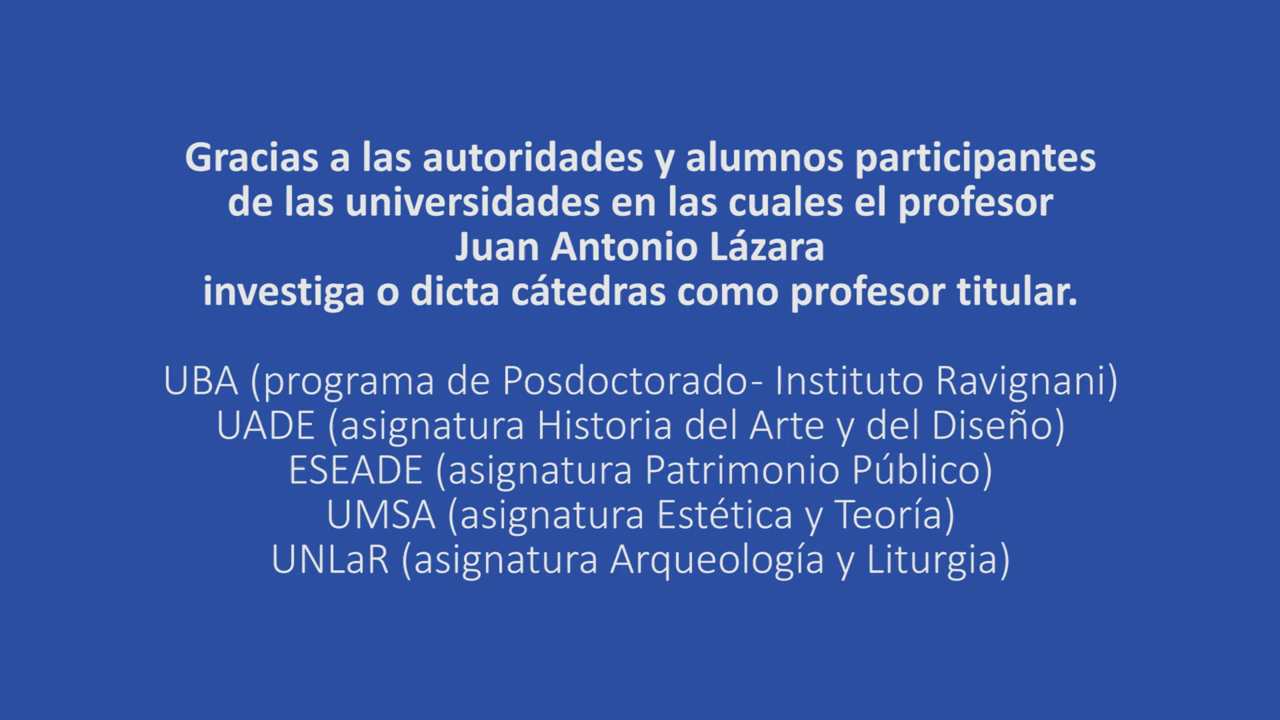 Gracias a las autoridades y alumnos participantes
de las universidades en las cuales el profesor
Juan Antonio Lázara
investiga o dicta cátedras como profesor titular.
UBA (programa de Posdoctorado- Instituto Ravignani)
UADE (asignatura Historia del Arte y del Diseño)
ESEADE (asignatura Patrimonio Público)
UMSA (asignatura Estética y Teoría)
UNLaR (asignatura Arqueología y Liturgia)